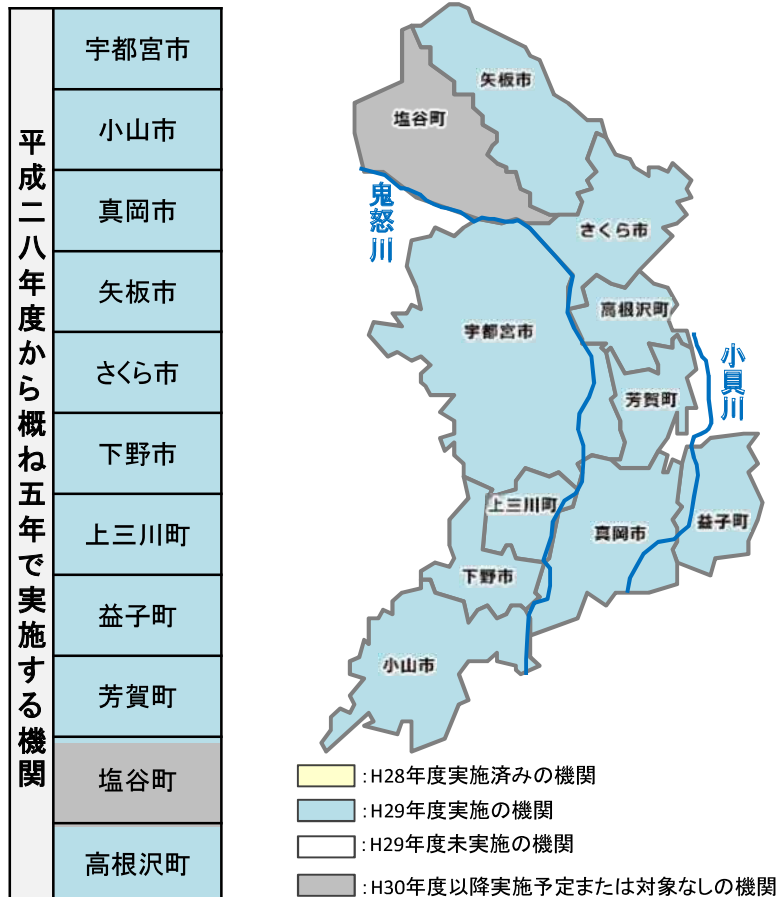 平成二八年度から概ね五年で実施する機関
宇都宮市
小山市
真岡市
矢板市
さくら市
下野市
上三川町
益子町
芳賀町
塩谷町
高根沢町
矢板市
塩谷町
鬼怒川
さくら市
高根沢町
宇都宮市
小貝川
芳賀町
上三川町
益子町
真岡市
下野市
小山市
:H28年度実施済みの機関
:H29年度実施の機関
:H29年度未実施の機関
:H30年度以降実施予定または対象なしの機関